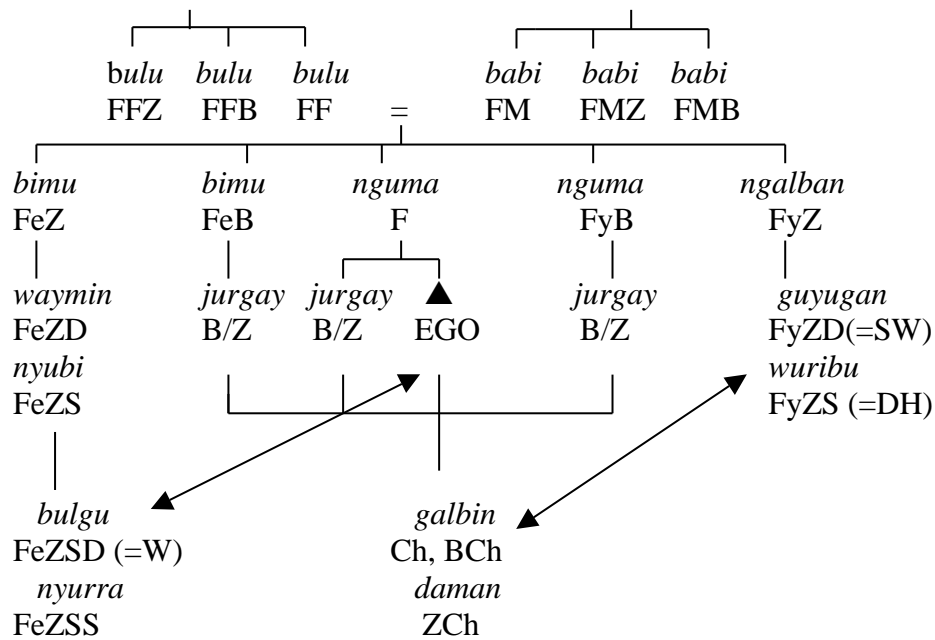 bulu bulu bulu babi babi babi
FFZ FFB FF = FM FMZ FMB
bimu bimu nguma nguma ngalban
FeZ FeB F FyB FyZ
waymin jurgay jurgay jurgay guyugan
FeZD B/Z B/Z EGO B/Z FyZD(=SW)
nyubi wuribu
FeZS FyZS (=DH)
bulgu galbin
FeZSD (=W) Ch, BCh
nyurra daman
FeZSS ZCh